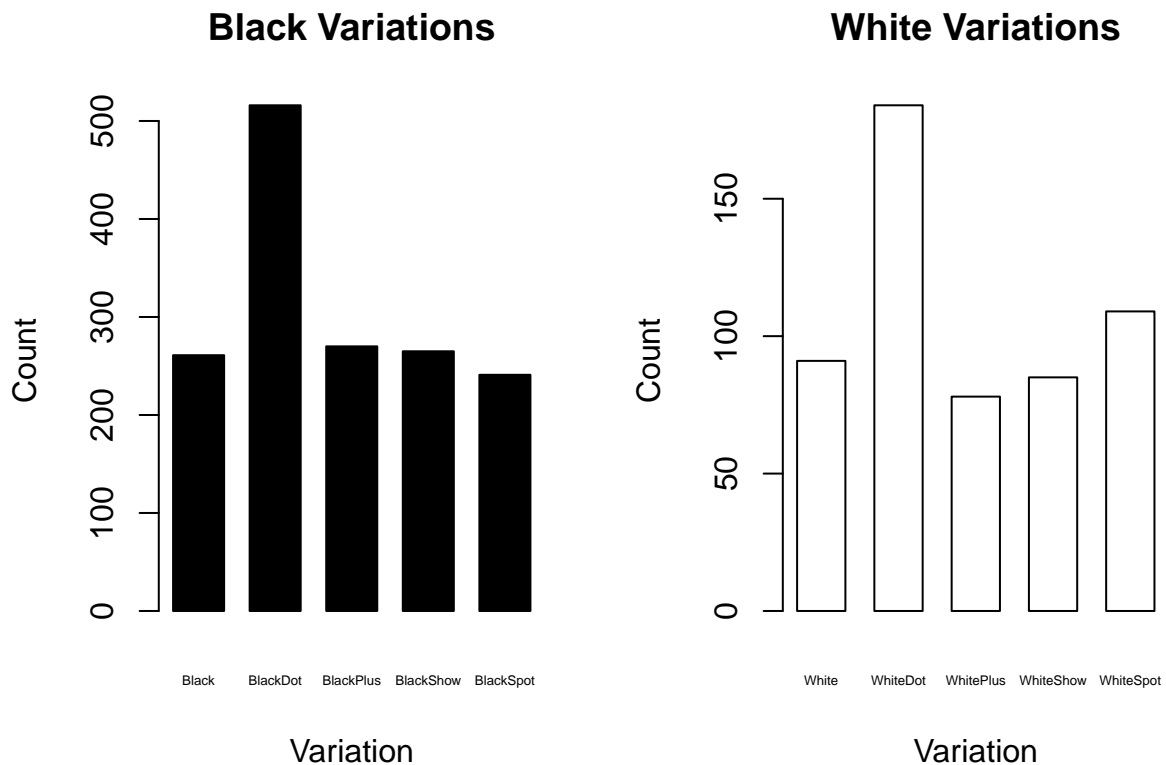 Black Variations
Count
500
400
300
200
100
0
Black BlackDot BlackPlus BlackShow BlackSpot
Variation
White Variations
Count
150
100
50
0
White WhiteDot WhitePlus WhiteShow WhiteSpot
Variation